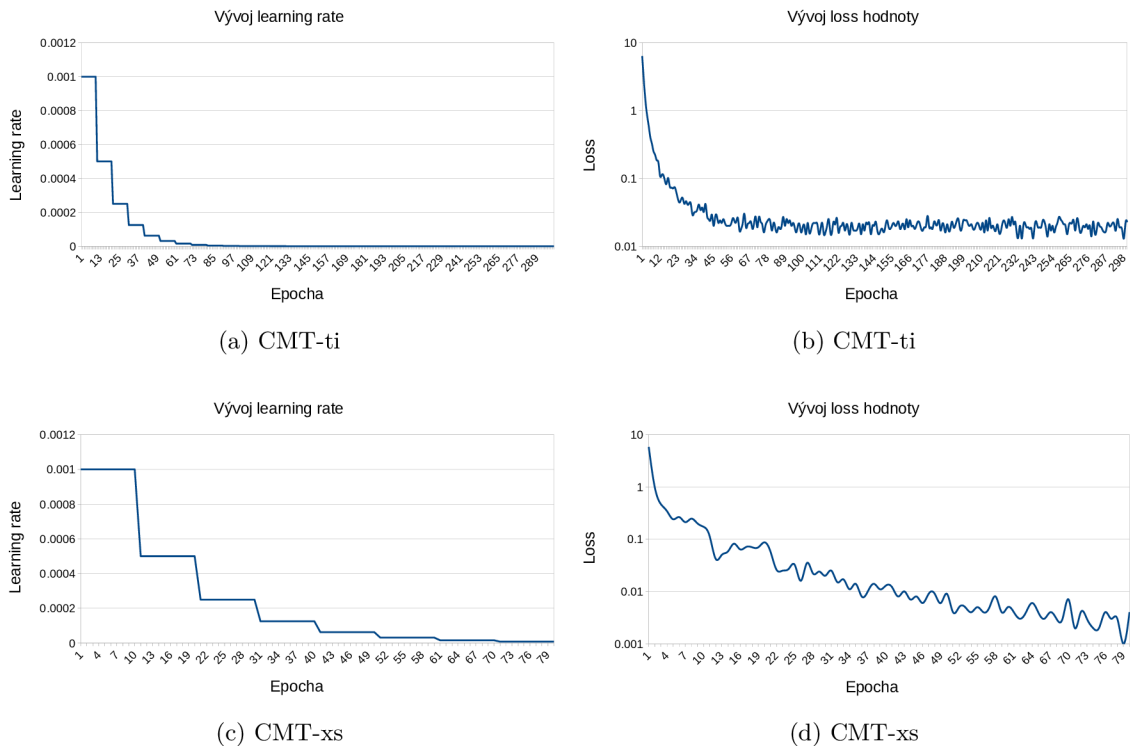 Vývoj learning rate
Learning rate
0.0012
0.001
0.0008
0.0006
0.0004
0.0002
0
1 13 25 37 49 61 73 85 97 109 121 133 145 157 169 181 193 205 217 229 241 253 265 277 289
Epocha
(a) CMT-ti
Vývoj loss hodnoty
Loss
10
1
0.1
0.01
1 12 23 34 45 56 67 78 89 100 111 122 133 144 155 166 177 188 199 210 221 232 243 254 265 276 287 298
Epocha
(b) CMT-ti
Vývoj learning rate
Learning rate
0.0012
0.001
0.0008
0.0006
0.0004
0.0002
0
1 4 7 10 13 16 19 22 25 28 31 34 37 40 43 46 49 52 55 58 61 64 67 70 73 76 79
Epocha
(c) CMT-xs
Vývoj loss hodnoty
Loss
10
1
0.1
0.01
0.001
1 4 7 10 13 16 19 22 25 28 31 34 37 40 43 46 49 52 55 58 61 64 67 70 73 76 79
Epocha
(d) CMT-xs